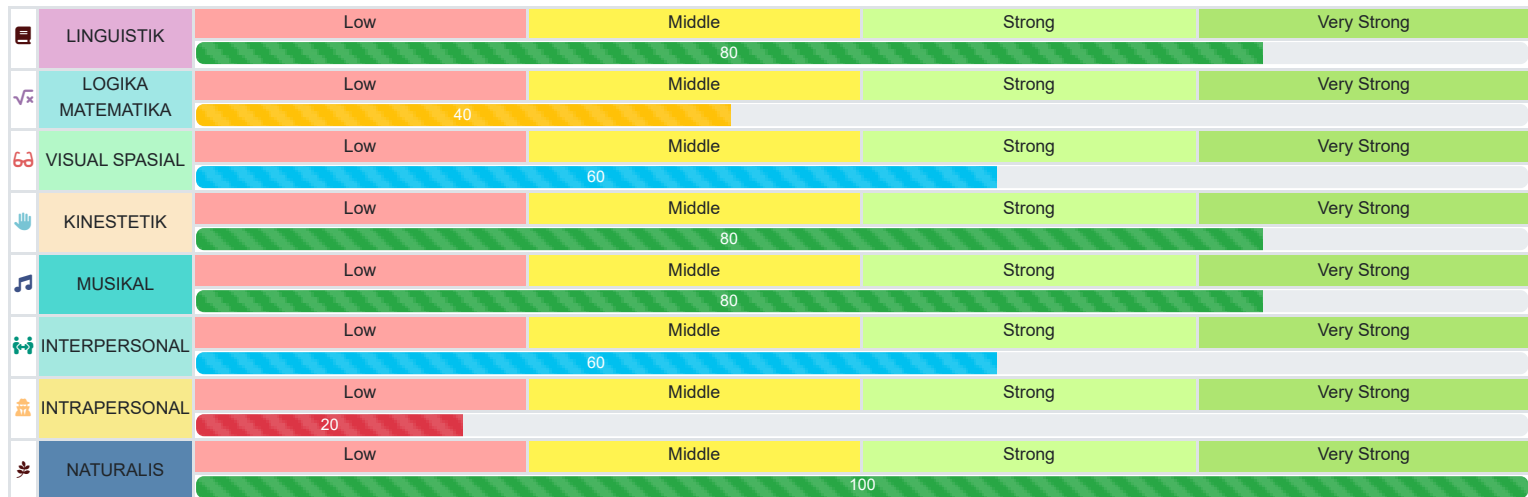 LINGUISTIK
Low Middle Strong Very Strong
80
LOGIKA
MATEMATIKA
Low Middle Strong Very Strong
40
VISUAL SPASIAL
Low Middle Strong Very Strong
60
KINESTETIK
Low Middle Strong Very Strong
80
MUSIKAL
Low Middle Strong Very Strong
80
INTERPERSONAL
Low Middle Strong Very Strong
60
INTRAPERSONAL
Low Middle Strong Very Strong
20
NATURALIS
Low Middle Strong Very Strong
100